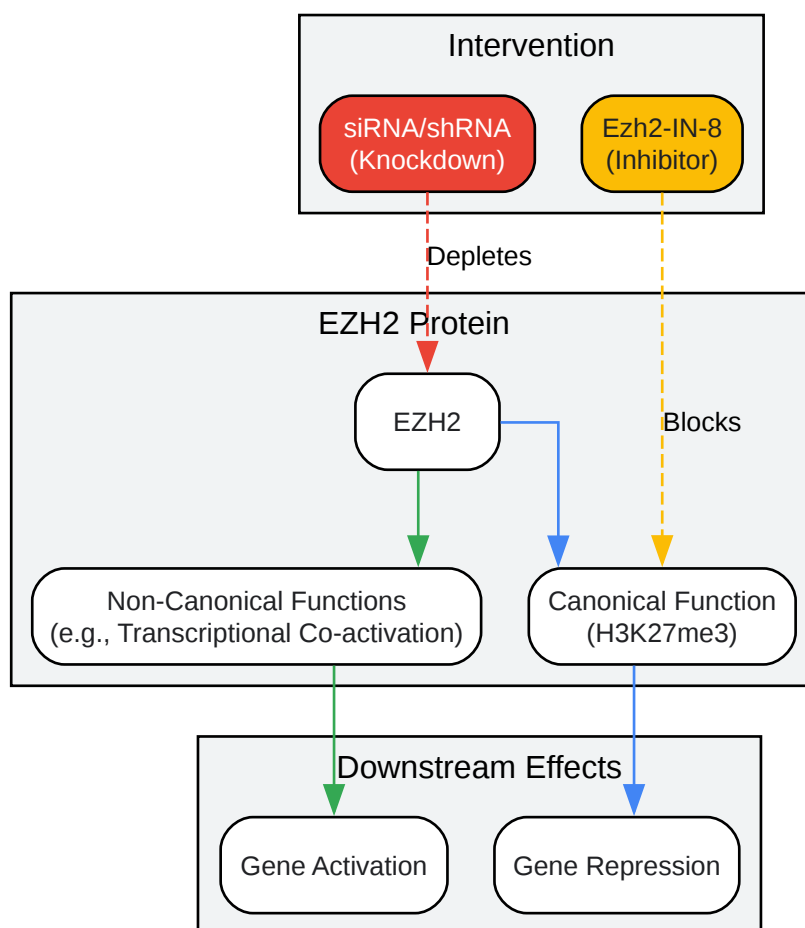 Intervention
siRNA/shRNA
(Knockdown)
Ezh2-IN-8
(Inhibitor)
Depletes
EZH2 Protein
EZH2
Blocks
Non-Canonical Functions
(e.g., Transcriptional Co-activation)
Canonical Function
(H3K27me3)
Downstream Effects
Gene Activation
Gene Repression